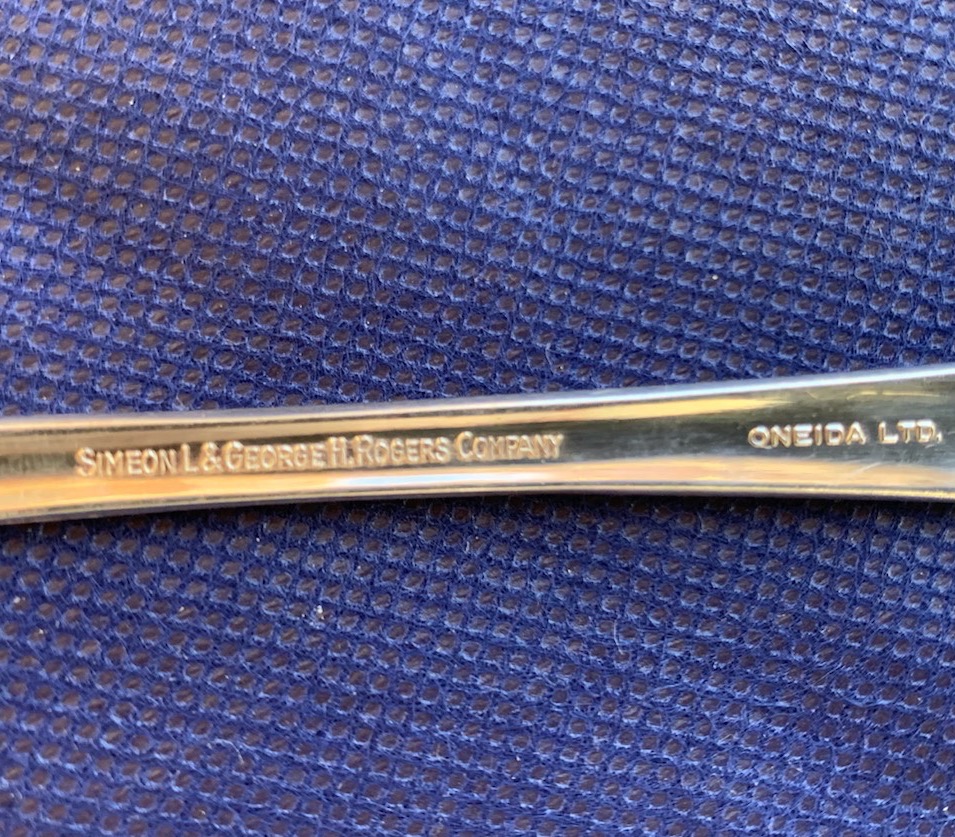 SIMEON L & GEORGE H. ROGERS COMPANY
ONEIDA LTD.